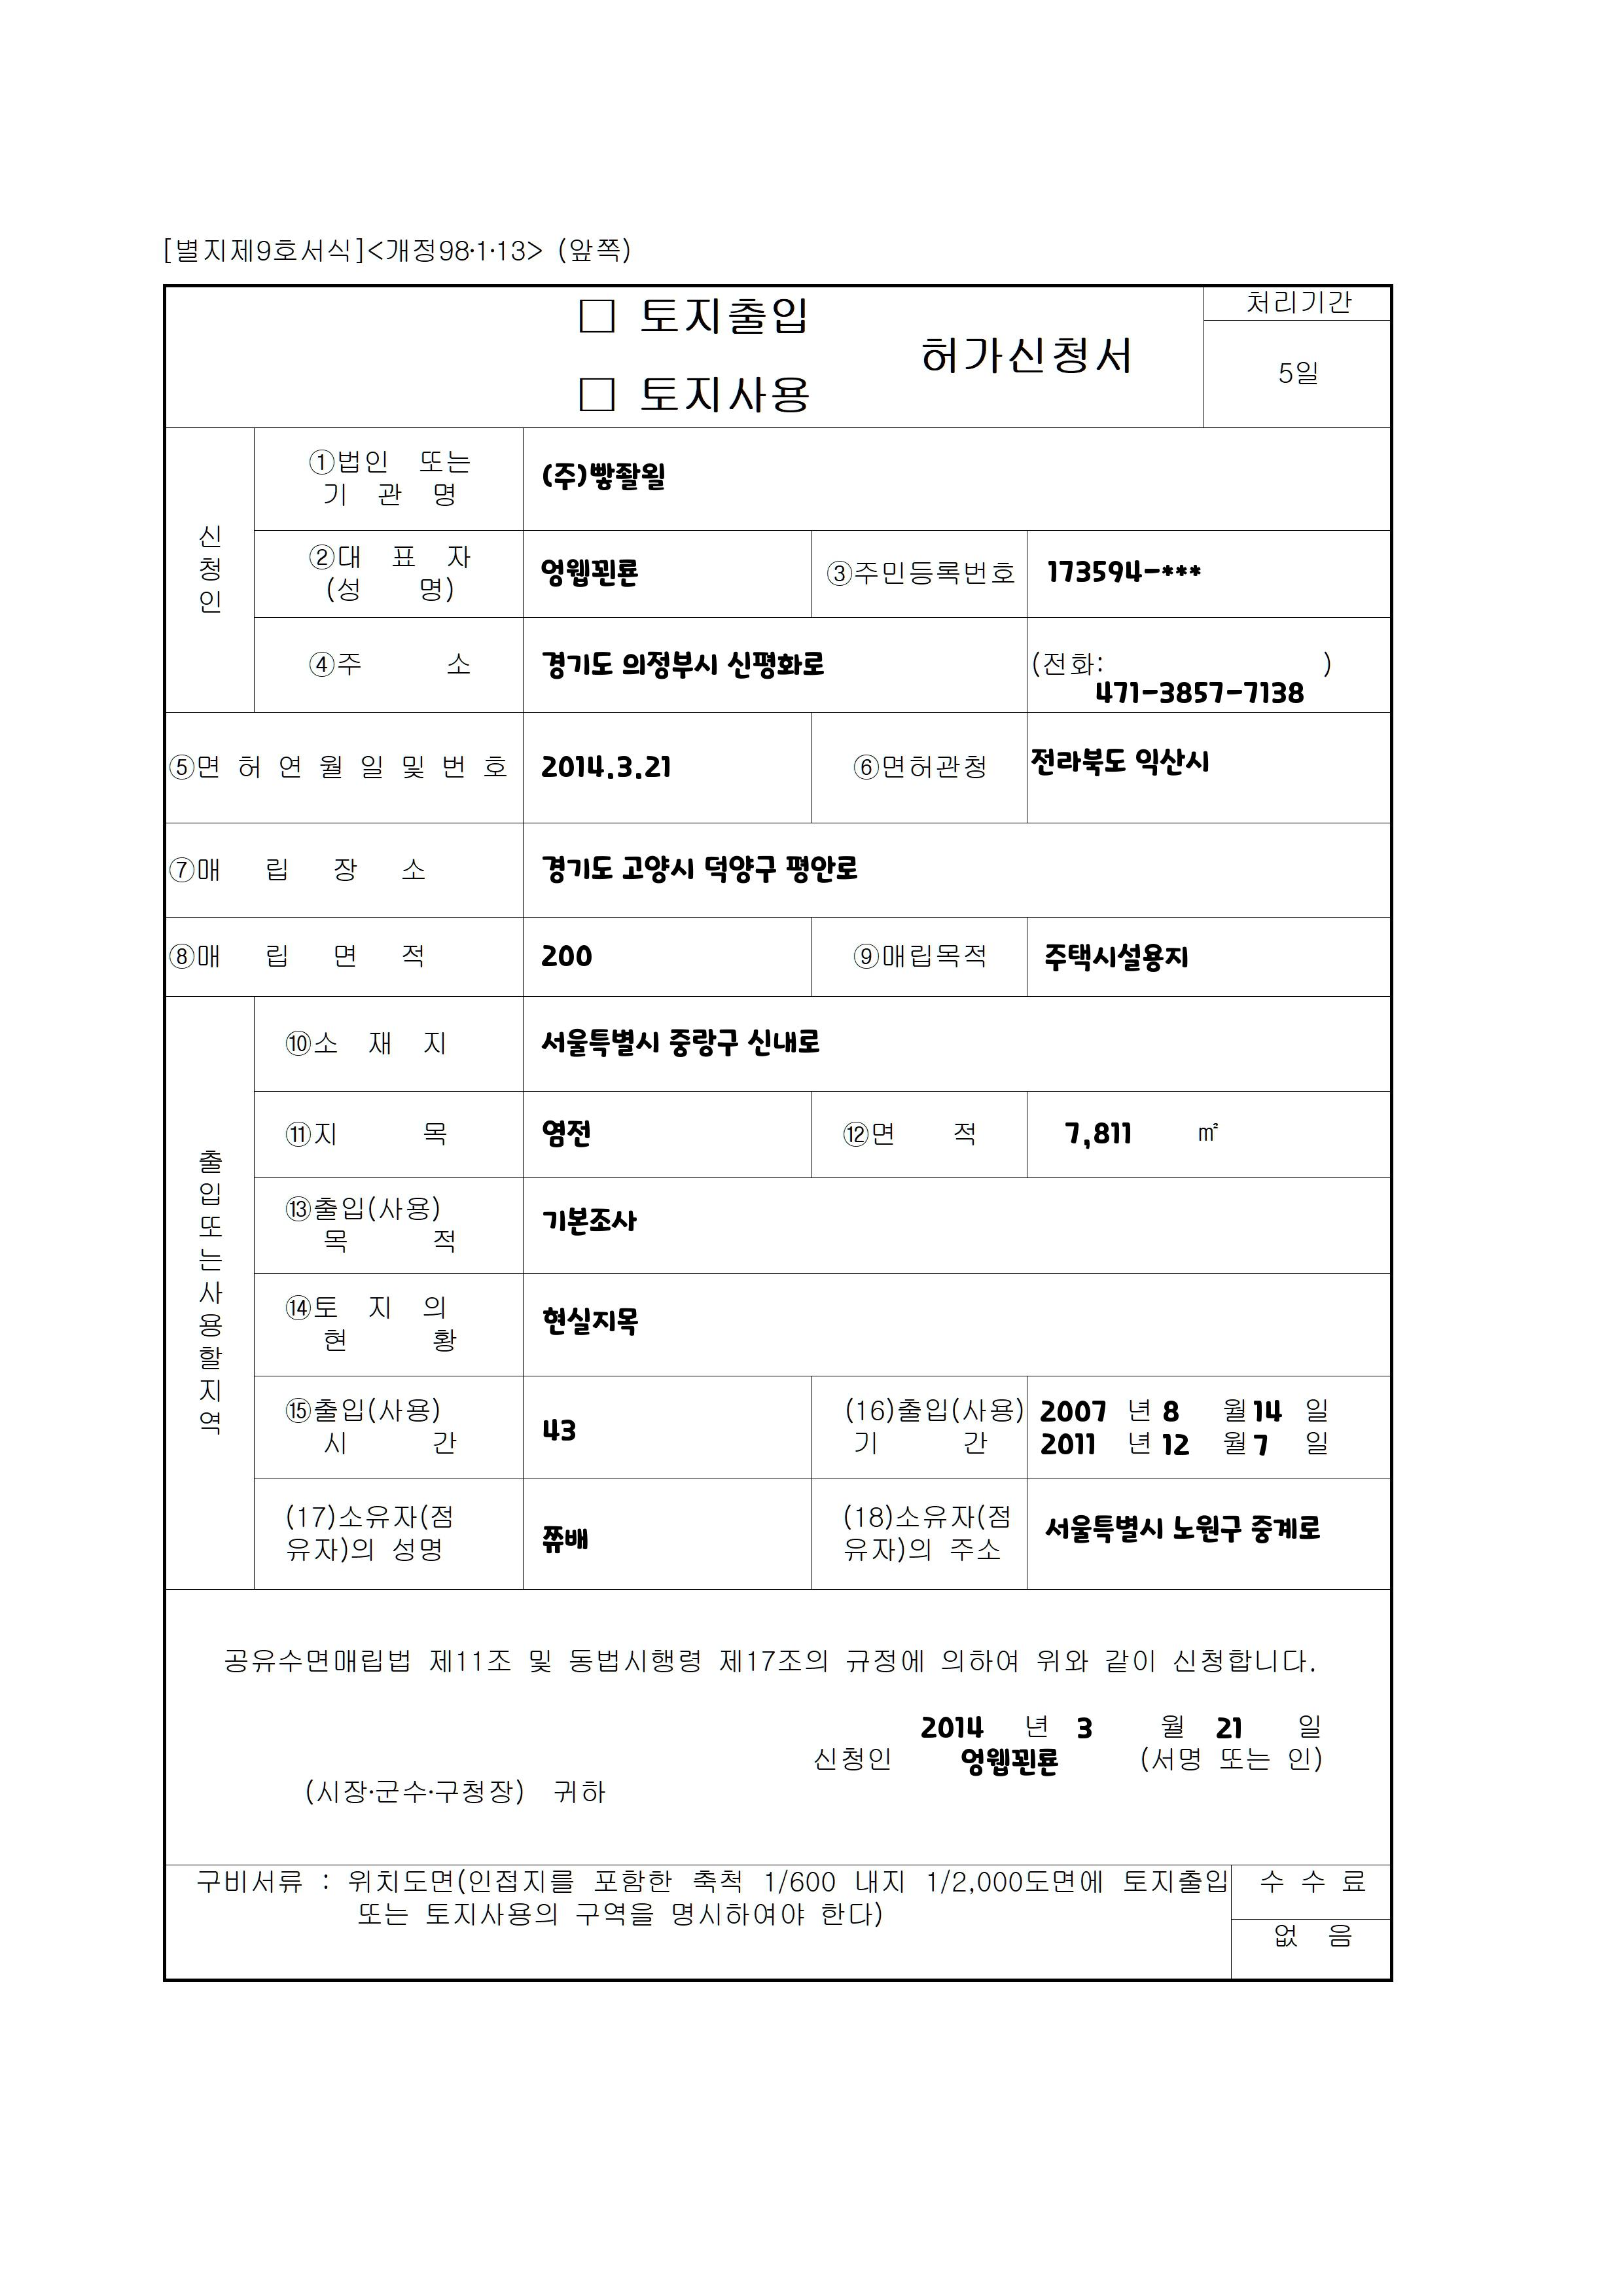 [별지제9호서식]<개정98·1·13> (앞쪽)
□ 토지출입
□ 토지사용
허가신청서
처리기간
5일
신청인
①법인 또는
기 관 명
(주)빻좔욀
②대 표 자
(성 명)
엉웹꾄룐
③주민등록번호
173594-***
④주 소
경기도 의정부시 신평화로
(전화: )
471-3857-7138
⑤면 허 연 월 일 및 번 호
2014.3.21
⑥면허관청
전라북도 익산시
⑦매 립 장 소
경기도 고양시 덕양구 평안로
⑧매 립 면 적
200
⑨매립목적
주택시설용지
출입또는사용할지역
⑩소 재 지
서울특별시 중랑구 신내로
⑪지 목
염전
⑫면 적
7,811 ㎡
⑬출입(사용)
목 적
기본조사
⑭토 지 의
현 황
현실지목
⑮출입(사용)
시 간
43
(16)출입(사용)
기 간
2007 년 8 월 14 일
2011 년 12 월 7 일
(17)소유자(점
유자)의 성명
쮸배
(18)소유자(점
유자)의 주소
서울특별시 노원구 중계로
공유수면매립법 제11조 및 동법시행령 제17조의 규정에 의하여 위와 같이 신청합니다.
2014 년 3 월 21 일
신청인 엉웹꾄룐 (서명 또는 인)
(시장·군수·구청장) 귀하
구비서류 : 위치도면(인접지를 포함한 축척 1/600 내지 1/2,000도면에 토지출입
또는 토지사용의 구역을 명시하여야 한다)
수 수 료
없 음